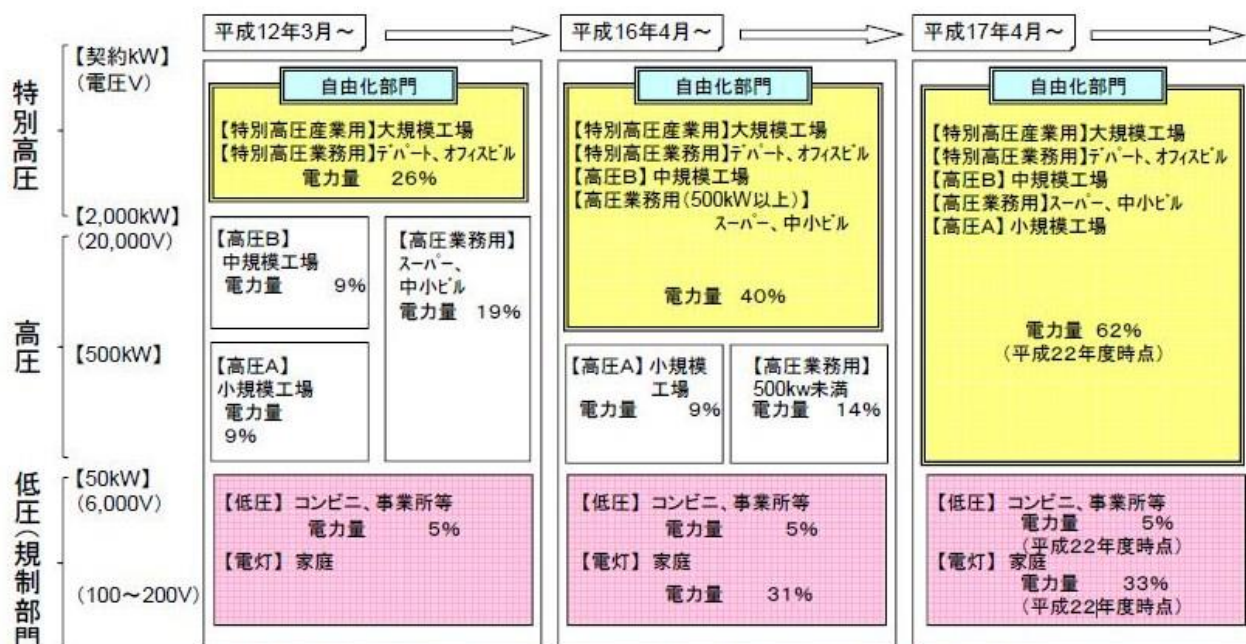 平成12年3月～
平成16年4月～
平成17年4月～
【契約kW】
(電圧V)
特別高圧
【2,000kW】
(20,000V)
高圧
【500kW】
【50kW】
(6,000V)
低圧(規制部門
(100～200V)
自由化部門
【特別高圧産業用】大規模工場
【特別高圧業務用】ﾃﾞﾊﾟｰﾄ、ｵﾌｨｽﾋﾞﾙ
電力量 26%
【高圧B】
中規模工場
電力量 9%
【高圧業務用】
ｽｰﾊﾟｰ、
中小ﾋﾞﾙ
電力量 19%
【高圧A】
小規模工場
電力量
9%
【低圧】 コンビニ、事業所等
電力量 5%
【電灯】 家庭
自由化部門
【特別高圧産業用】大規模工場
【特別高圧業務用】ﾃﾞﾊﾟｰﾄ、ｵﾌｨｽﾋﾞﾙ
【高圧B】 中規模工場
【高圧業務用(500kW以上)】
スーパー、中小ﾋﾞﾙ
電力量 40%
【高圧A】 小規模
工場
電力量 9%
【高圧業務用】
500kw未満
電力量 14%
【低圧】 コンビニ、事業所等
電力量 5%
【電灯】 家庭
電力量 31%
自由化部門
【特別高圧産業用】大規模工場
【特別高圧業務用】ﾃﾞﾊﾟｰﾄ、ｵﾌｨｽﾋﾞﾙ
【高圧B】 中規模工場
【高圧業務用】スーパー、中小ﾋﾞﾙ
【高圧A】 小規模工場
電力量 62%
(平成22年度時点)
【低圧】 コンビニ、事業所等
電力量 5%
(平成22年度時点)
【電灯】 家庭
電力量 33%
(平成22年度時点)